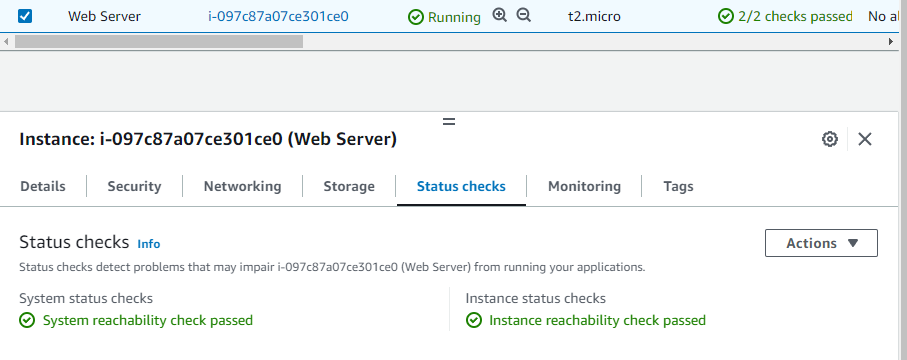 Web Server i-097c87a07ce301ce0 Running t2.micro 2/2 checks passed No al
Instance: i-097c87a07ce301ce0 (Web Server)
Details Security Networking Storage Status checks Monitoring Tags
Status checks Info
Actions
Status checks detect problems that may impair i-097c87a07ce301ce0 (Web Server) from running your applications.
System status checks
System reachability check passed
Instance status checks
Instance reachability check passed